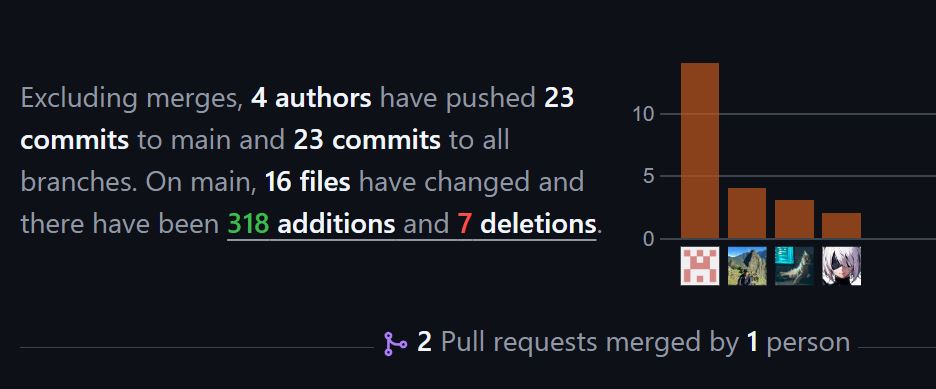 Excluding merges, 4 authors have pushed 23
commits to main and 23 commits to all
branches. On main, 16 files have changed and
there have been 318 additions and 7 deletions.
10
5
0
2 Pull requests merged by 1 person